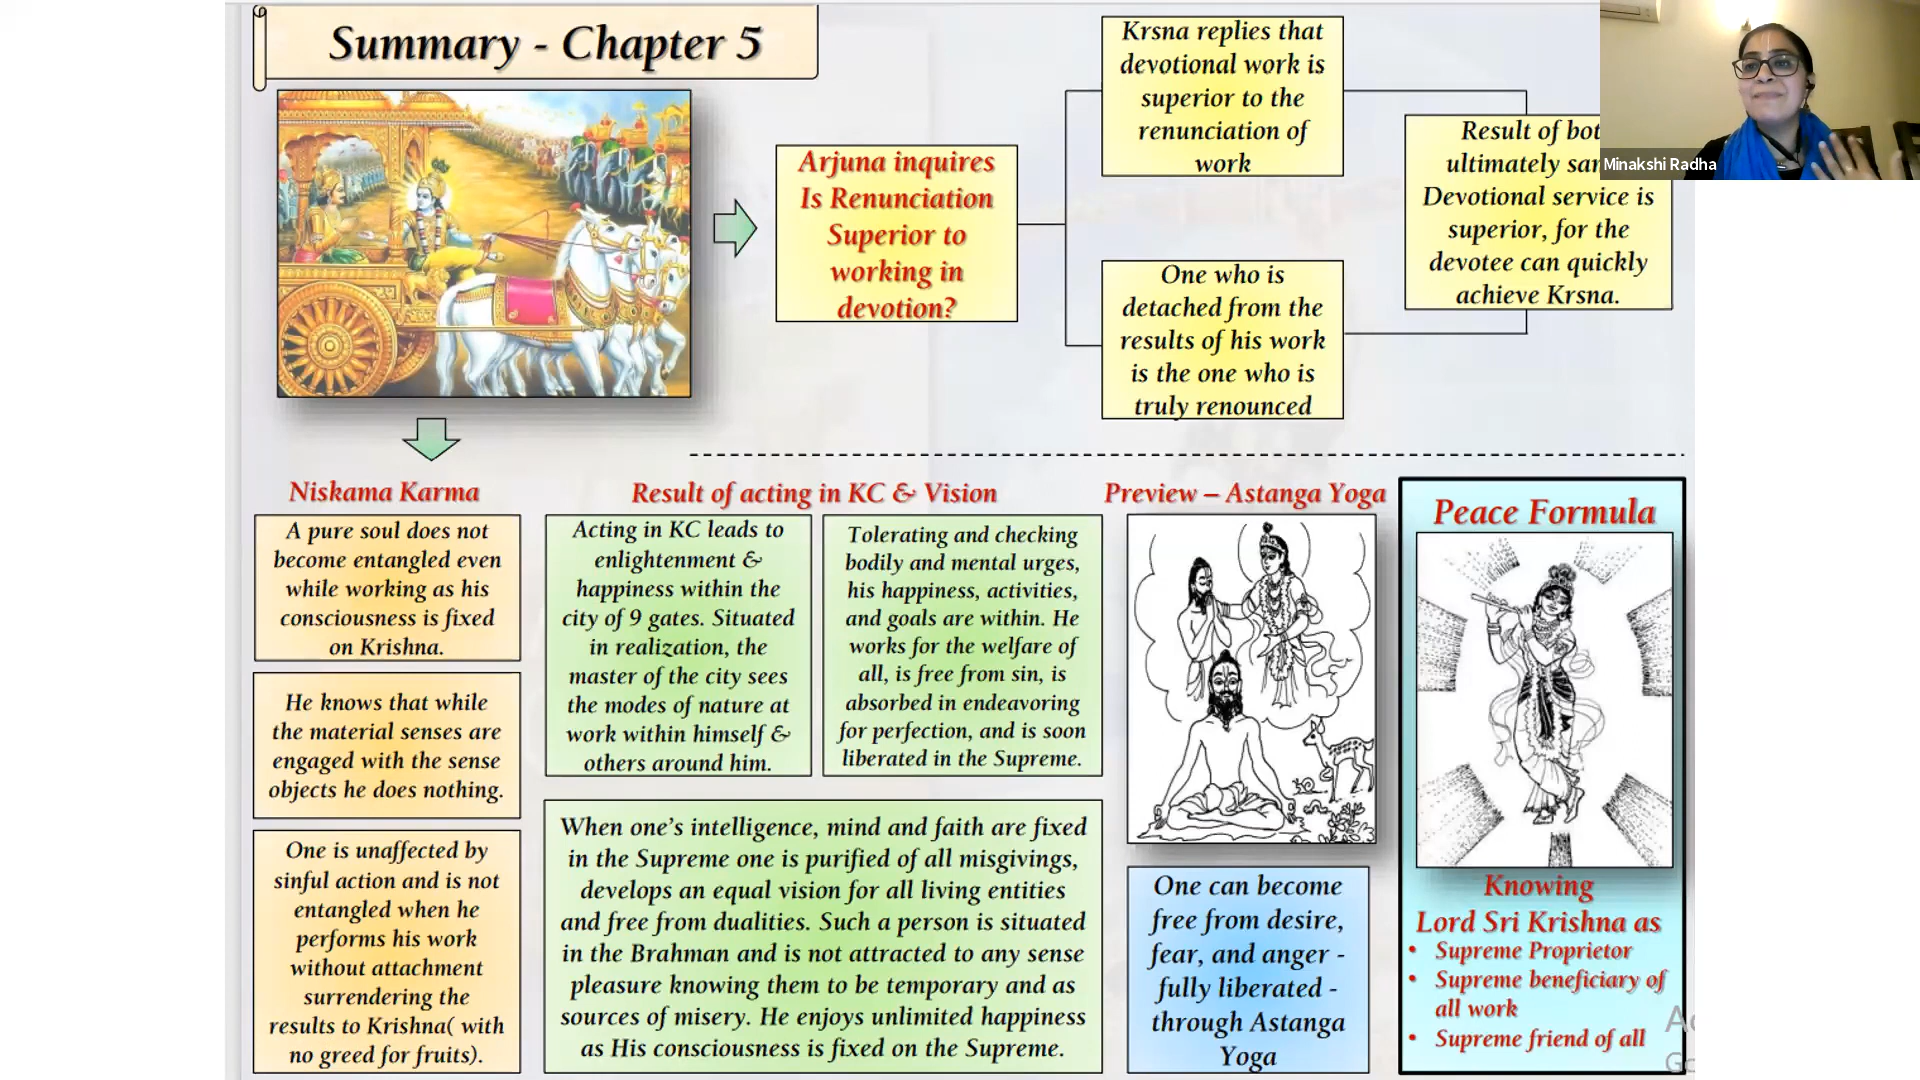 Summary - Chapter 5
Arjuna inquires
Is Renunciation
Superior to
working in
devotion?
Krsna replies that
devotional work is
superior to the
renunciation of
work
One who is
detached from the
results of his work
is the one who is
truly renounced
Result of
ultimately
Devotional service is
superior, for the
devotee can quickly
achieve Krsna.
Minakshi Radha
Niskama Karma
A pure soul does not
become entangled even
while working as his
consciousness is fixed
on Krishna.
He knows that while
the material senses are
engaged with the sense
objects he does nothing.
One is unaffected by
sinful action and is not
entangled when he
performs his work
without attachment
surrendering the
results to Krishna( with
no greed for fruits).
Result of acting in KC & Vision
Acting in KC leads to
enlightenment &
happiness within the
city of 9 gates. Situated
in realization, the
master of the city sees
the modes of nature at
work within himself &
others around him.
Tolerating and checking
bodily and mental urges,
his happiness, activities,
and goals are within. He
works for the welfare of
all, is free from sin, is
absorbed in endeavoring
for perfection, and is soon
liberated in the Supreme.
When one's intelligence, mind and faith are fixed
in the Supreme one is purified of all misgivings,
develops an equal vision for all living entities
and free from dualities. Such a person is situated
in the Brahman and is not attracted to any sense
pleasure knowing them to be temporary and as
sources of misery. He enjoys unlimited happiness
as His consciousness is fixed on the Supreme.
Preview – Astanga Yoga
One can become
free from desire,
fear, and anger -
fully liberated -
through Astanga
Yoga
Peace Formula
Knowing
Lord Sri Krishna as
• Supreme Proprietor
• Supreme beneficiary of
all work
• Supreme friend of all